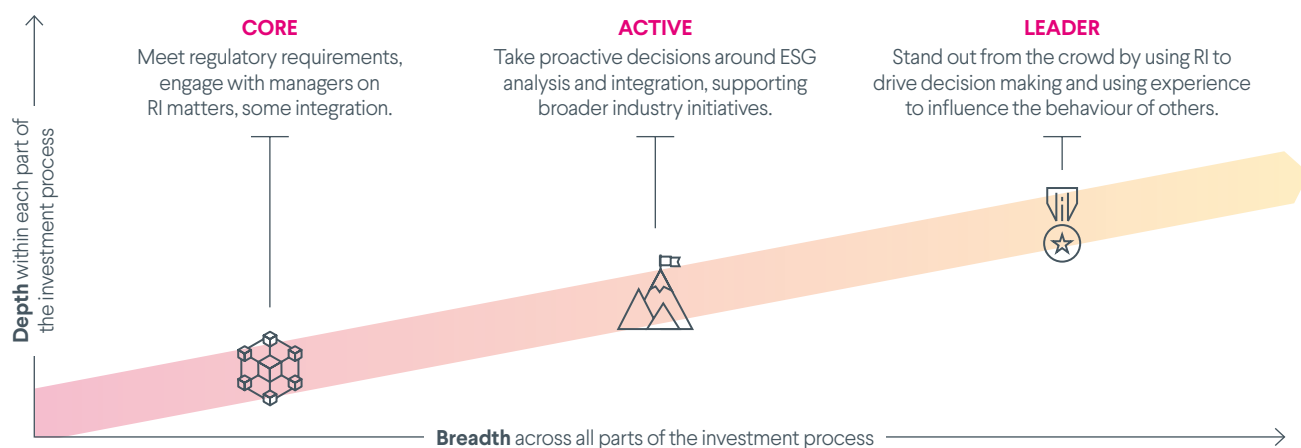 CORE
Meet regulatory requirements,
engage with managers on
RI matters, some integration.
ACTIVE
Take proactive decisions around ESG
analysis and integration, supporting
broader industry initiatives.
LEADER
Stand out from the crowd by using RI to
drive decision making and using experience
to influence the behaviour of others.
Depth within each part of
the investment process
Breadth across all parts of the investment process